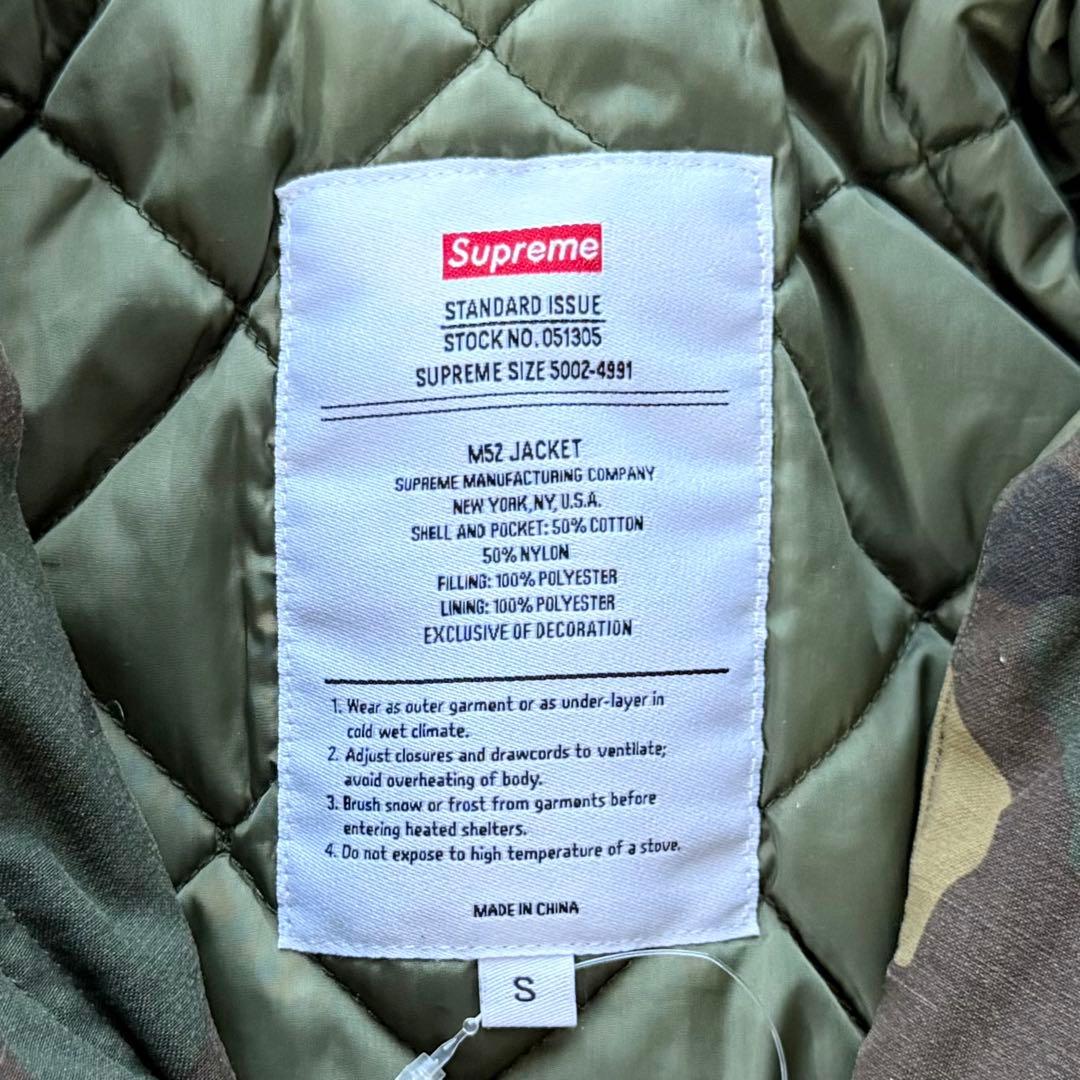 Supreme
STANDARD ISSUE
STOCK NO. 051305
SUPREME SIZE 5002-4991
M52 JACKET
SUPREME MANUFACTURING COMPANY
NEW YORK, NY, U.S.A.
SHELL AND POCKET: 50% COTTON
50% NYLON
FILLING: 100% POLYESTER
LINING: 100% POLYESTER
EXCLUSIVE OF DECORATION
1. Wear as outer garment or as under-layer in
cold wet climate.
2. Adjust closures and drawcords to ventilate;
avoid overheating of body.
3. Brush snow or frost from garments before
entering heated shelters.
4. Do not expose to high temperature of a stove.
MADE IN CHINA
S